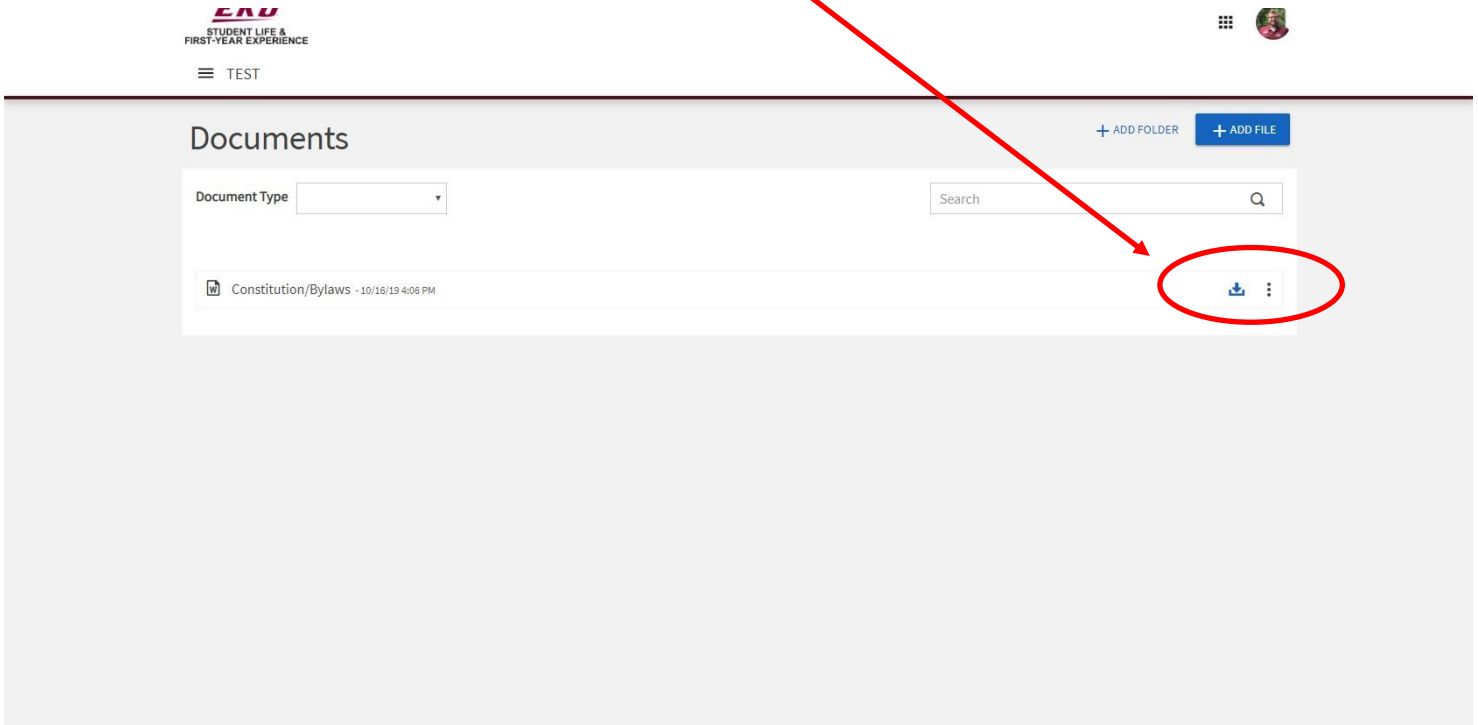 EKU
STUDENT LIFE &
FIRST-YEAR EXPERIENCE
TEST
Documents
+ ADD FOLDER
+ ADD FILE
Document Type
Search
Constitution/Bylaws - 10/16/19 4:06 PM